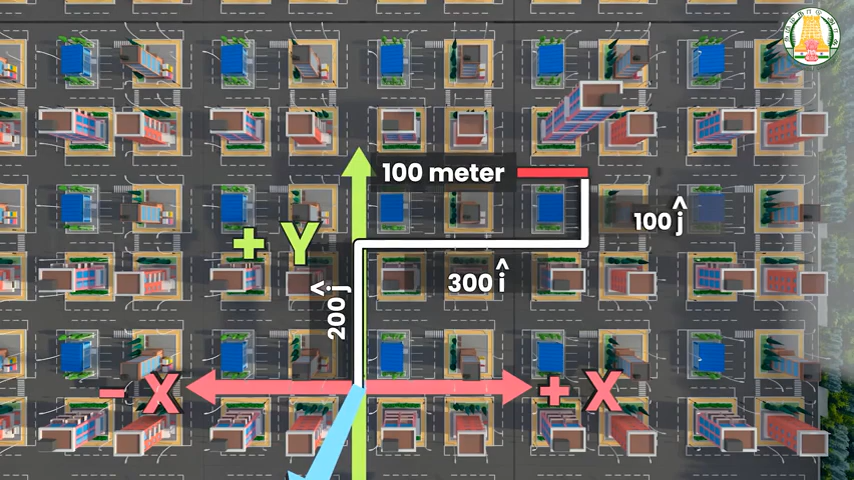 100 meter
100 ĵ
+ Y
300 î
200 ĵ
- X
+ X